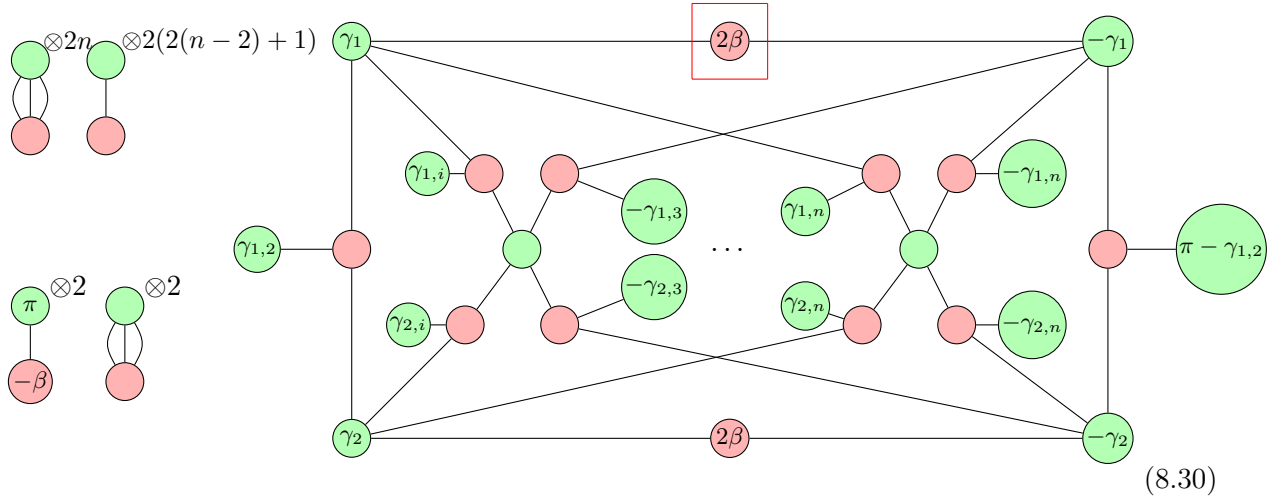 ⊗2n ⊗2(2(n−2)+1) γ₁ 2β −γ₁
γ₁,ᵢ −γ₁,₃ γ₁,ₙ −γ₁,ₙ
γ₁,₂ … π − γ₁,₂
π ⊗2 ⊗2 γ₂,ᵢ −γ₂,₃ γ₂,ₙ −γ₂,ₙ
−β
γ₂ 2β −γ₂
(8.30)